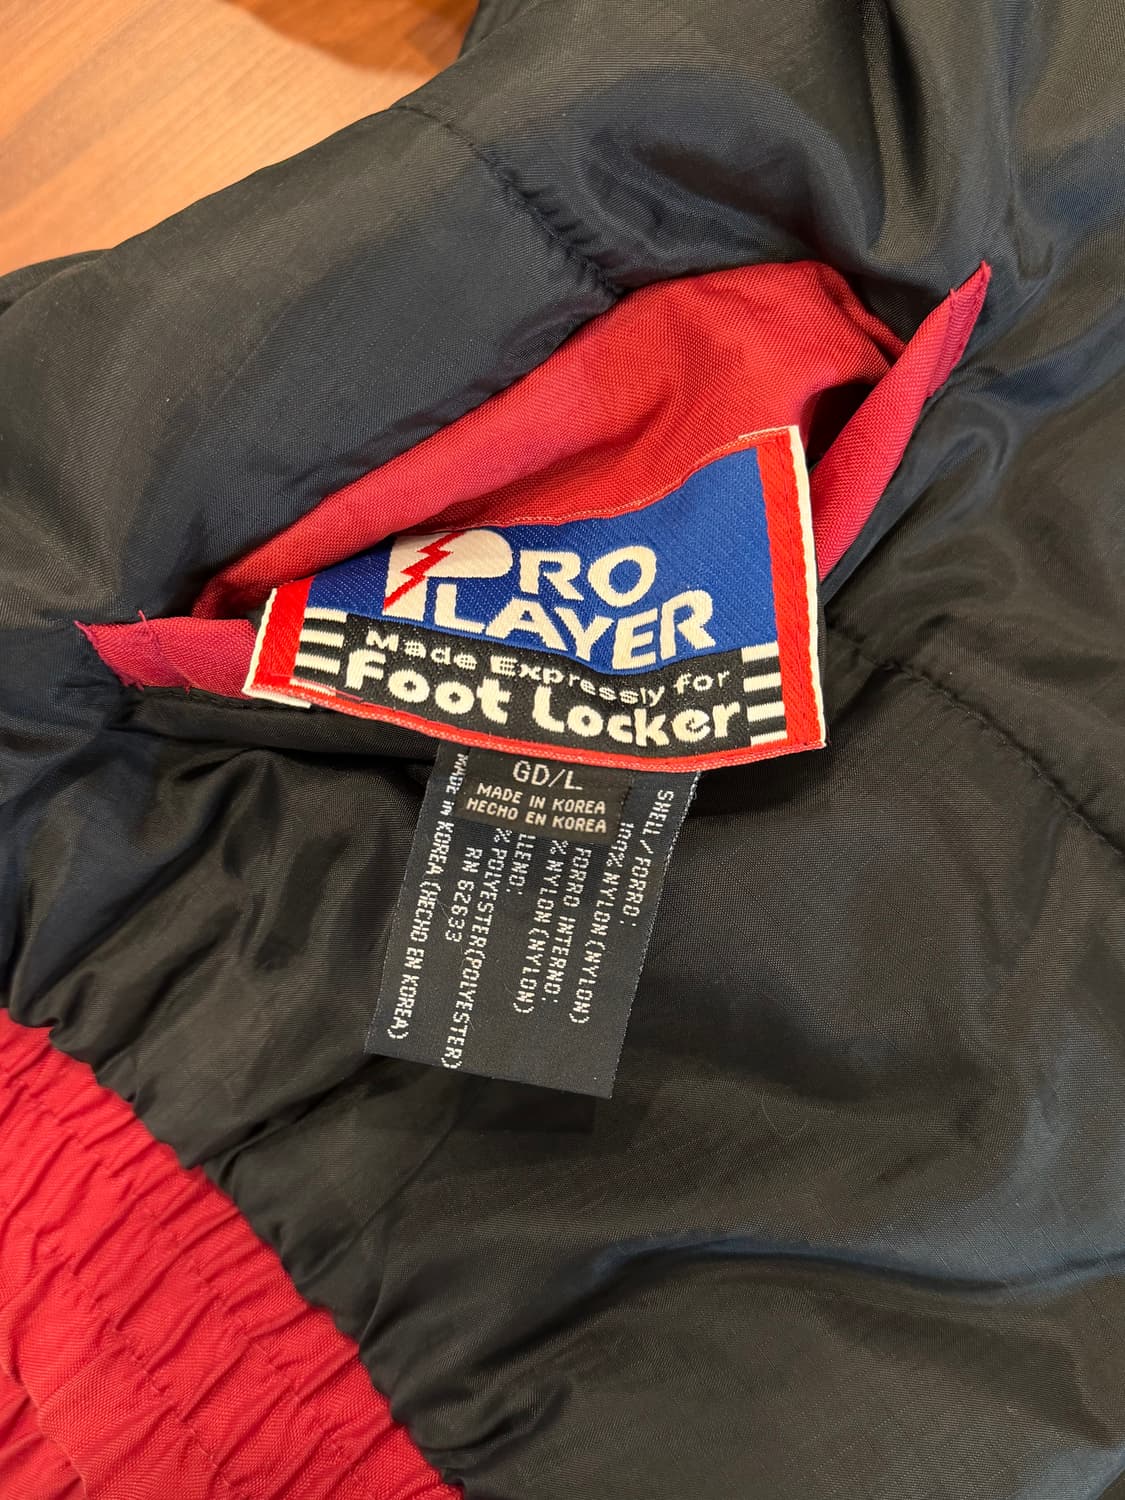 PRO
PLAYER
Made Expressly for
Foot Locker
GD/L
MADE IN KOREA
HECHO EN KOREA
SHELL/FORRO:
100% NYLON(NYLON)
FORRO INTERNO:
% NYLON(NYLON)
LLENO:
% POLYESTER(POLYESTER)
RN 62633
MADE IN KOREA (HECHO EN KOREA)